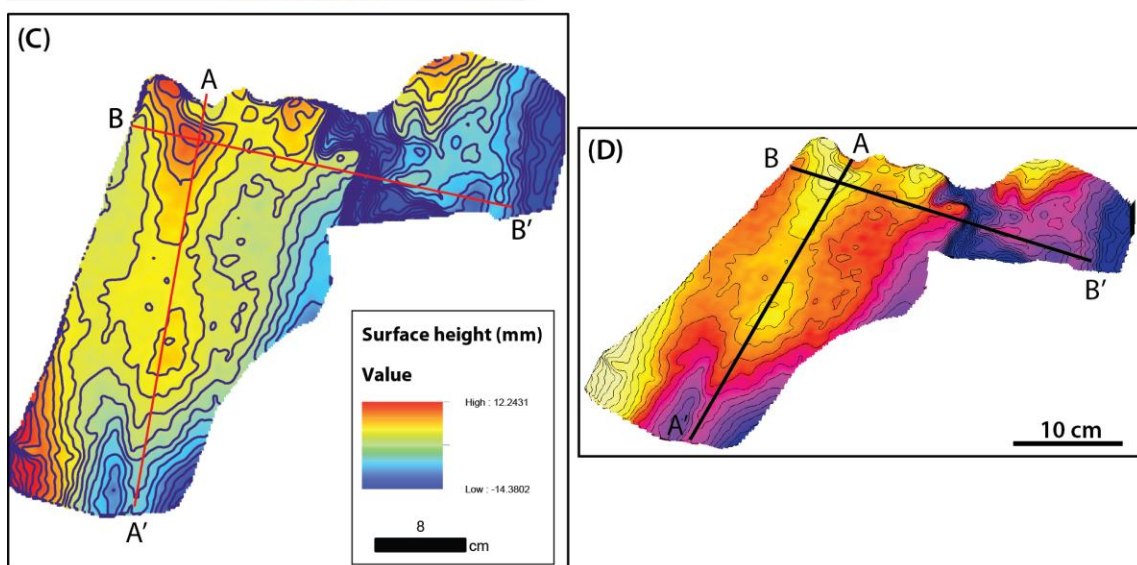 (C)
A
B
B'
A'
Surface height (mm)
Value
High : 12.2431
Low : -14.3802
8
cm
(D)
A
B
B'
A'
10 cm